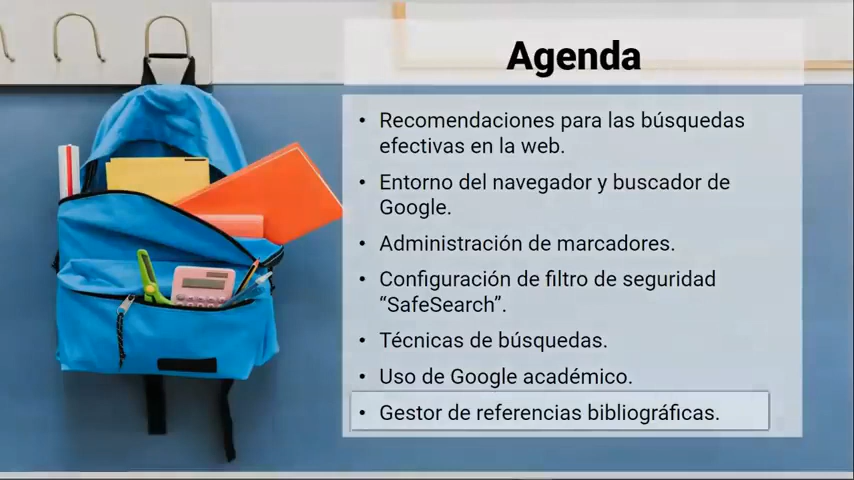 Agenda
• Recomendaciones para las búsquedas
efectivas en la web.
• Entorno del navegador y buscador de
Google.
• Administración de marcadores.
• Configuración de filtro de seguridad
“SafeSearch”.
• Técnicas de búsquedas.
• Uso de Google académico.
• Gestor de referencias bibliográficas.